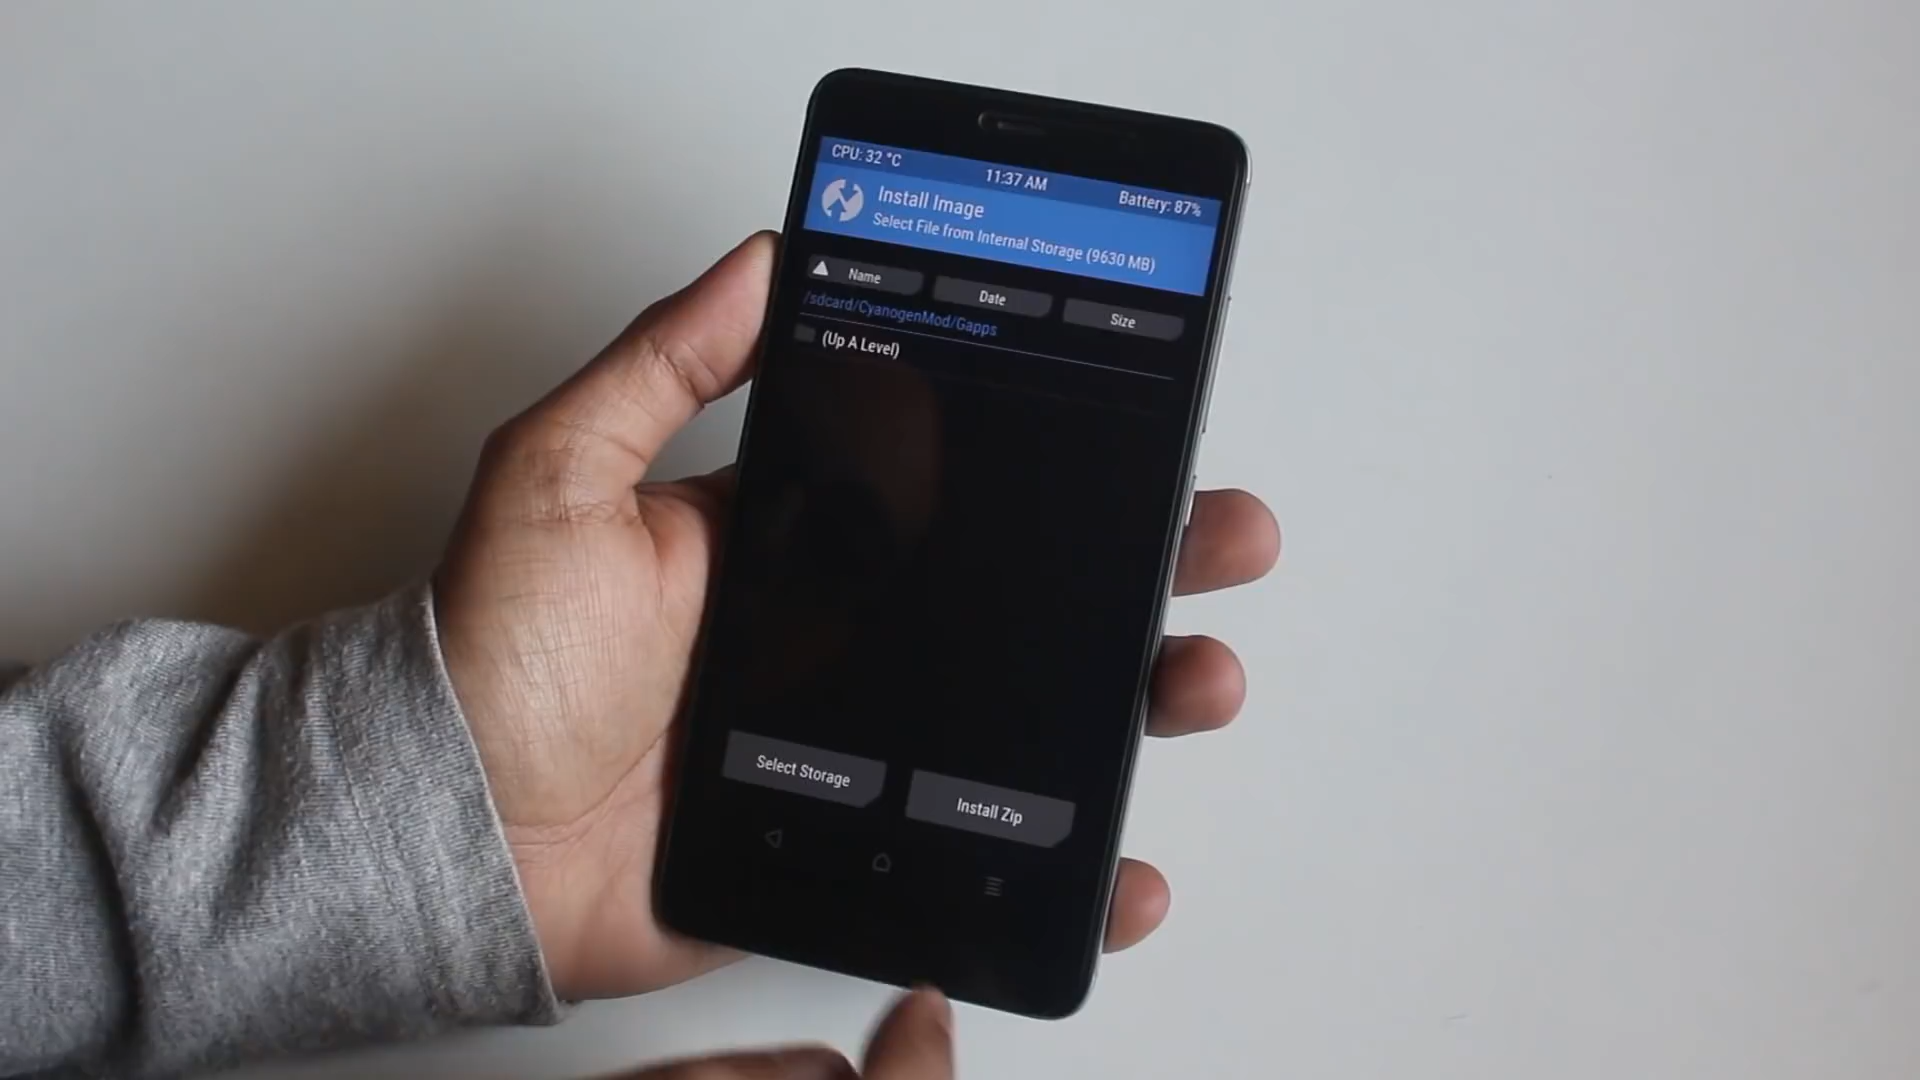 CPU: 32 °C
11:37 AM
Battery: 87%
Install Image
Select File from Internal Storage (9630 MB)
Name
Date
Size
/sdcard/CyanogenMod/Gapps
(Up A Level)
Select Storage
Install Zip